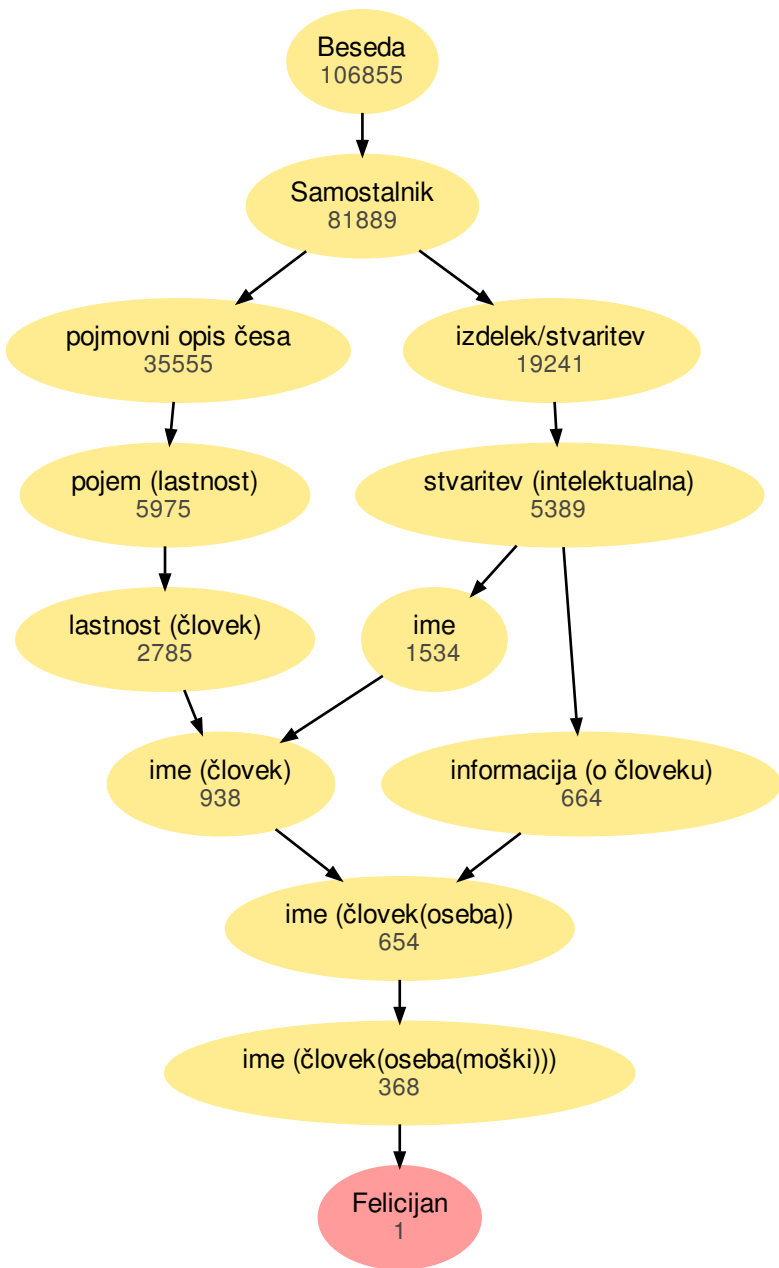 Beseda
106855
Samostalnik
81889
pojmovni opis česa
35555
izdelek/stvaritev
19241
pojem (lastnost)
5975
stvaritev (intelektualna)
5389
lastnost (človek)
2785
ime
1534
ime (človek)
938
informacija (o človeku)
664
ime (človek(oseba))
654
ime (človek(oseba(moški)))
368
Felicijan
1